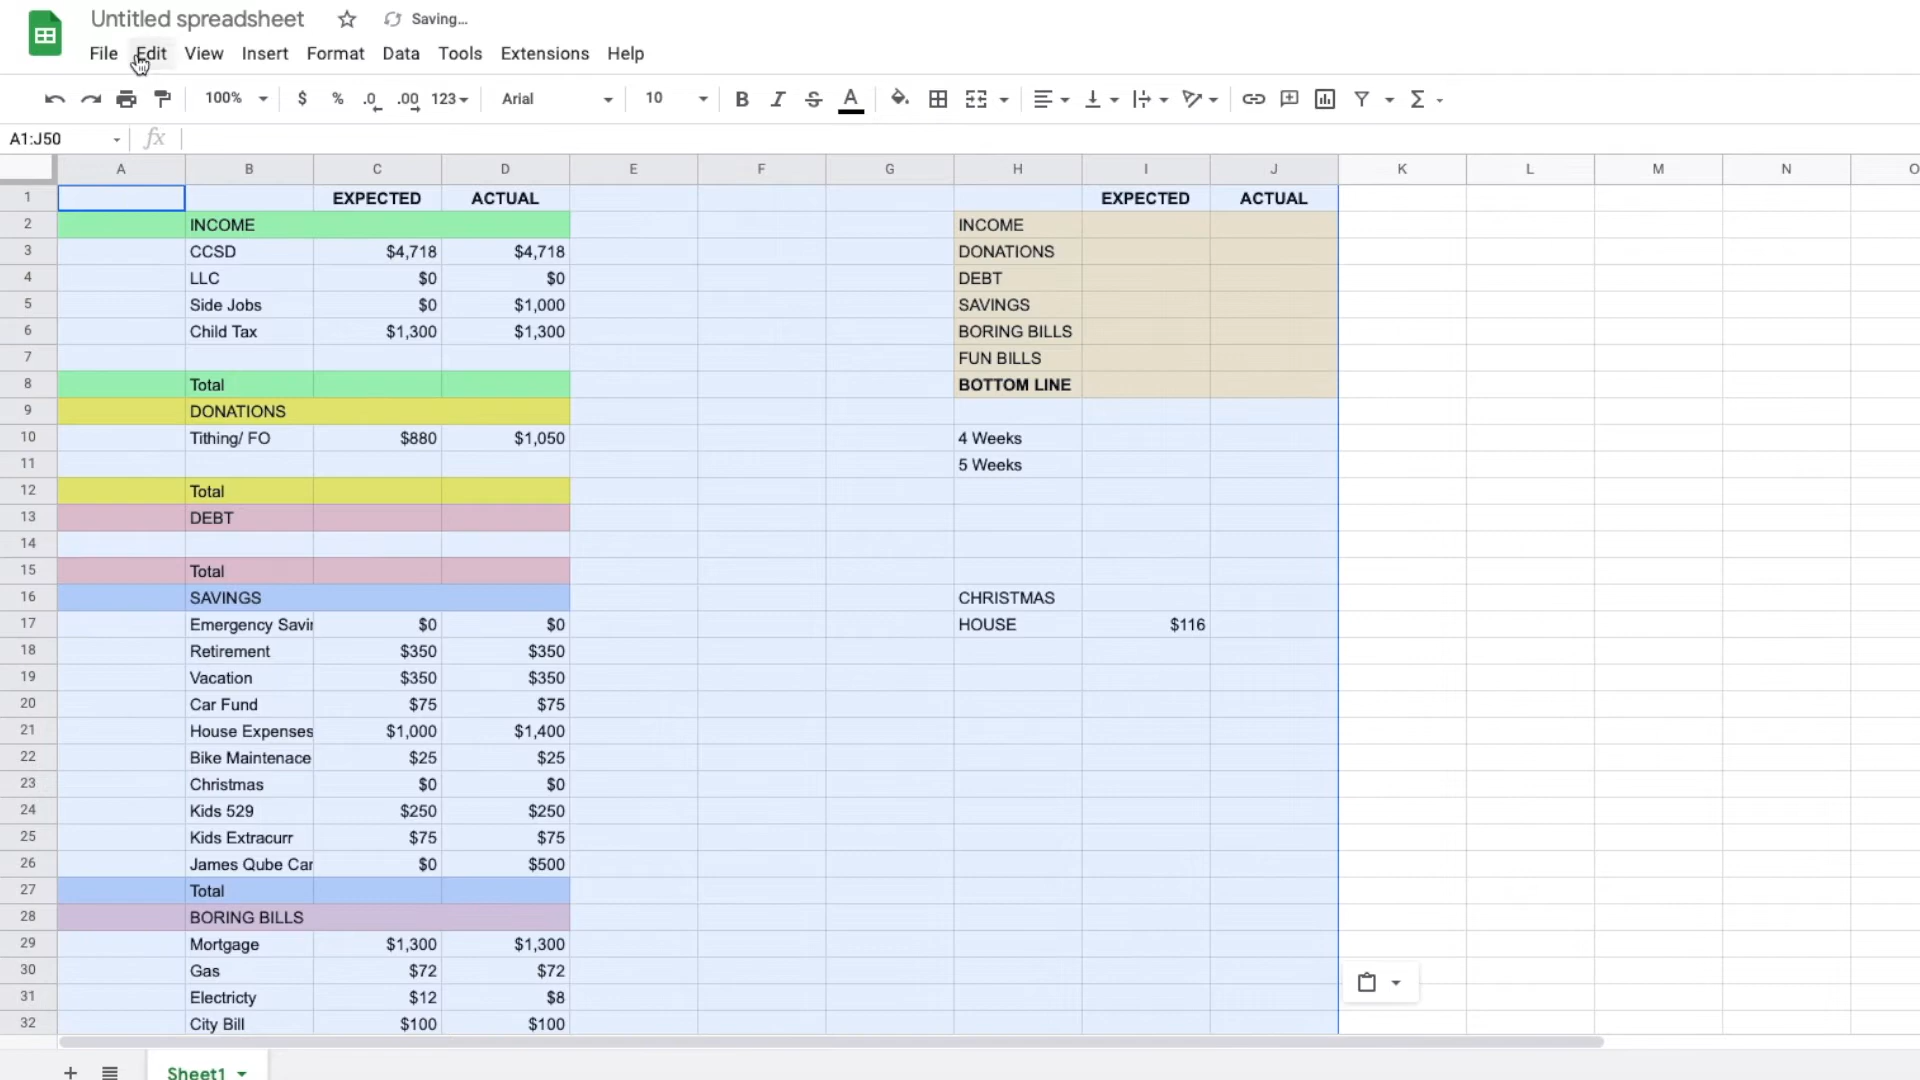 Untitled spreadsheet Saving...
File Edit View Insert Format Data Tools Extensions Help
100% $ % .0 .00 123 Arial 10 B I S A Σ
A1:J50 fx
A B C D E F G H I J K L M N O
1 EXPECTED ACTUAL EXPECTED ACTUAL
2 INCOME INCOME
3 CCSD $4,718 $4,718 DONATIONS
4 LLC $0 $0 DEBT
5 Side Jobs $0 $1,000 SAVINGS
6 Child Tax $1,300 $1,300 BORING BILLS
7 FUN BILLS
8 Total BOTTOM LINE
9 DONATIONS
10 Tithing/ FO $880 $1,050 4 Weeks
11 5 Weeks
12 Total
13 DEBT
14
15 Total
16 SAVINGS CHRISTMAS
17 Emergency Savin $0 $0 HOUSE $116
18 Retirement $350 $350
19 Vacation $350 $350
20 Car Fund $75 $75
21 House Expenses $1,000 $1,400
22 Bike Maintenace $25 $25
23 Christmas $0 $0
24 Kids 529 $250 $250
25 Kids Extracurr $75 $75
26 James Qube Car $0 $500
27 Total
28 BORING BILLS
29 Mortgage $1,300 $1,300
30 Gas $72 $72
31 Electricty $12 $8
32 City Bill $100 $100
Sheet1